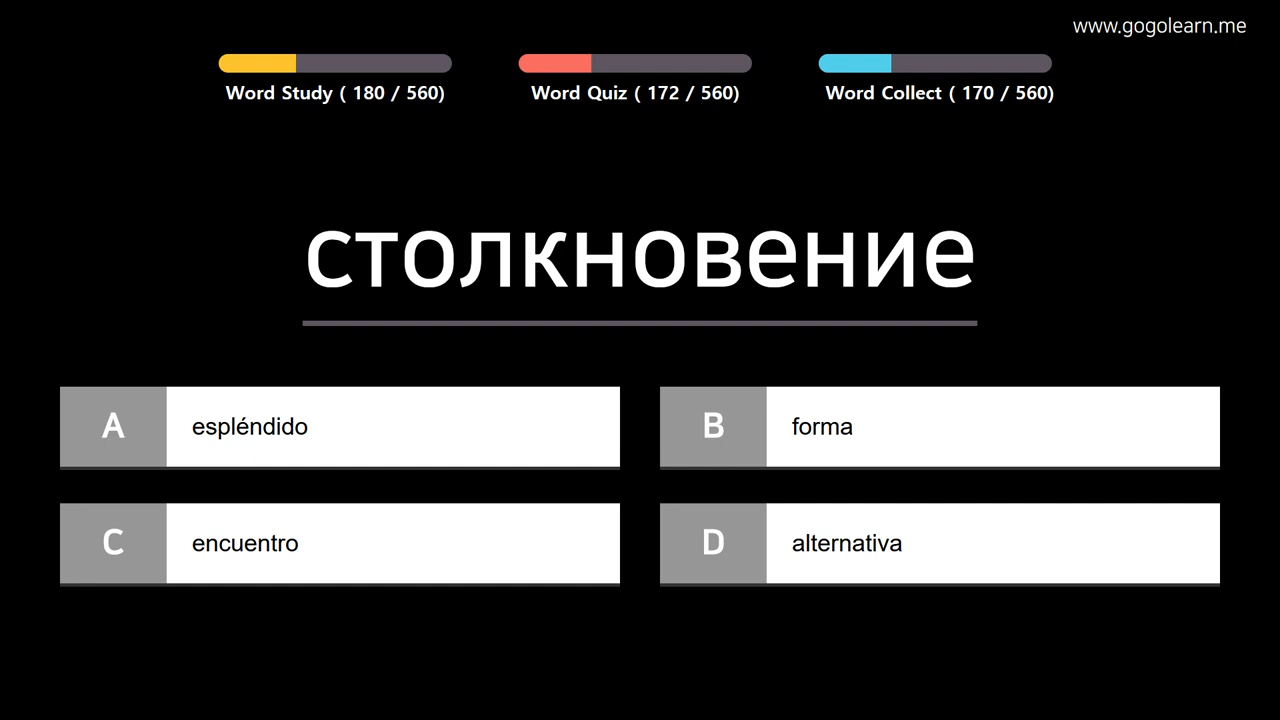 www.gogolearn.me
Word Study ( 180 / 560)
Word Quiz ( 172 / 560)
Word Collect ( 170 / 560)
столкновение
A espléndido
B forma
C encuentro
D alternativa